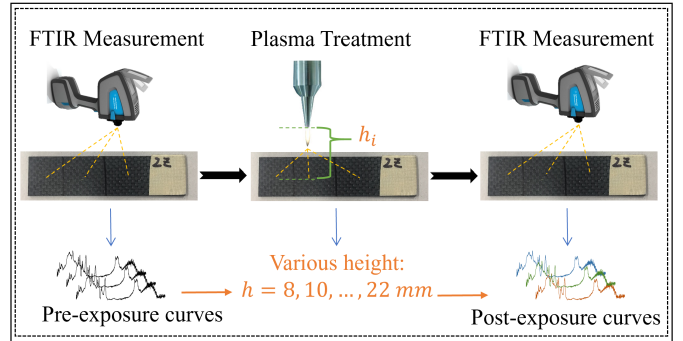 FTIR Measurement
Plasma Treatment
FTIR Measurement
h_i
2Z
2Z
2Z
Various height:
h = 8, 10, ... , 22 mm
Pre-exposure curves
Post-exposure curves